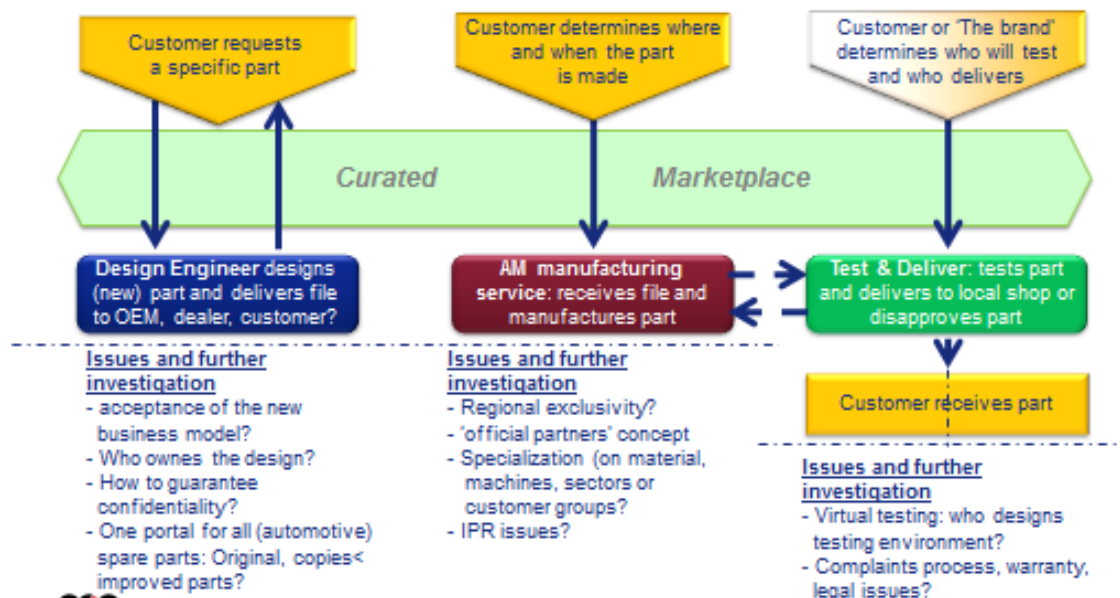 Customer requests
a specific part
Customer determines where
and when the part
is made
Customer or 'The brand'
determines who will test
and who delivers
Curated Marketplace
Design Engineer designs
(new) part and delivers file
to OEM, dealer, customer?
AM manufacturing
service: receives file and
manufactures part
Test & Deliver: tests part
and delivers to local shop or
disapproves part
Customer receives part
Issues and further
investigation
- acceptance of the new
business model?
- Who ownes the design?
- How to guarantee
confidentiality?
- One portal for all (automotive)
spare parts: Original, copies<
improved parts?
Issues and further
investigation
- Regional exclusivity?
- 'official partners' concept
- Specialization (on material,
machines, sectors or
customer groups?
- IPR issues?
Issues and further
investigation
- Virtual testing: who designs
testing environment?
- Complaints process, warranty,
legal issues?